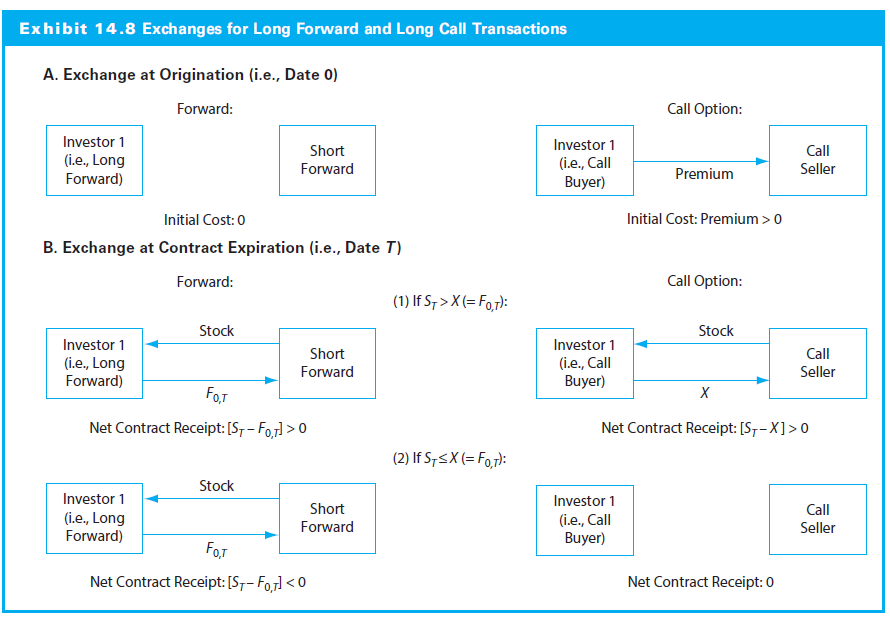 Exhibit 14.8 Exchanges for Long Forward and Long Call Transactions
A. Exchange at Origination (i.e., Date 0)
Forward:
Call Option:
Investor 1
(i.e., Long
Forward)
Short
Forward
Investor 1
(i.e., Call
Buyer)
Premium
Call
Seller
Initial Cost: 0
Initial Cost: Premium > 0
B. Exchange at Contract Expiration (i.e., Date T)
Forward:
Call Option:
(1) If S_T > X (= F_0,T):
Investor 1
(i.e., Long
Forward)
Stock
F_0,T
Short
Forward
Investor 1
(i.e., Call
Buyer)
Stock
X
Call
Seller
Net Contract Receipt: [S_T – F_0,T] > 0
Net Contract Receipt: [S_T – X] > 0
(2) If S_T ≤ X (= F_0,T):
Investor 1
(i.e., Long
Forward)
Stock
F_0,T
Short
Forward
Investor 1
(i.e., Call
Buyer)
Call
Seller
Net Contract Receipt: [S_T – F_0,T] < 0
Net Contract Receipt: 0